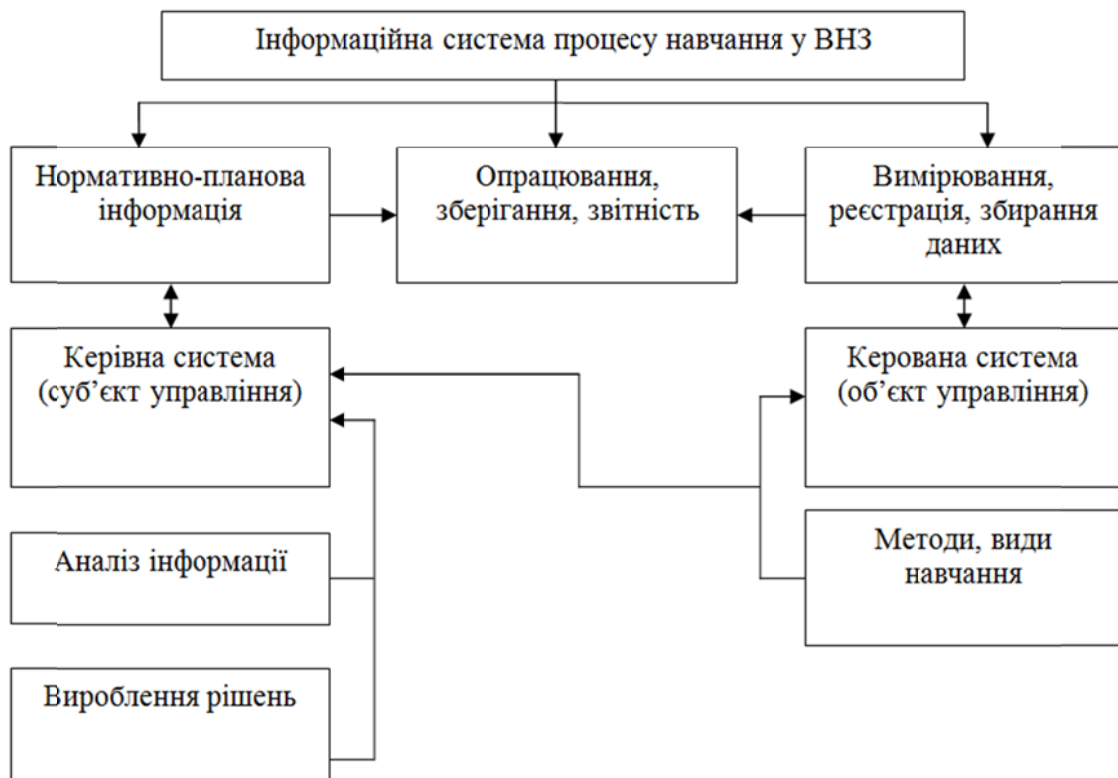 Інформаційна система процесу навчання у ВНЗ
Нормативно-планова
інформація
Опрацювання,
зберігання, звітність
Вимірювання,
реєстрація, збирання
даних
Керівна система
(суб’єкт управління)
Керована система
(об’єкт управління)
Аналіз інформації
Методи, види
навчання
Вироблення рішень